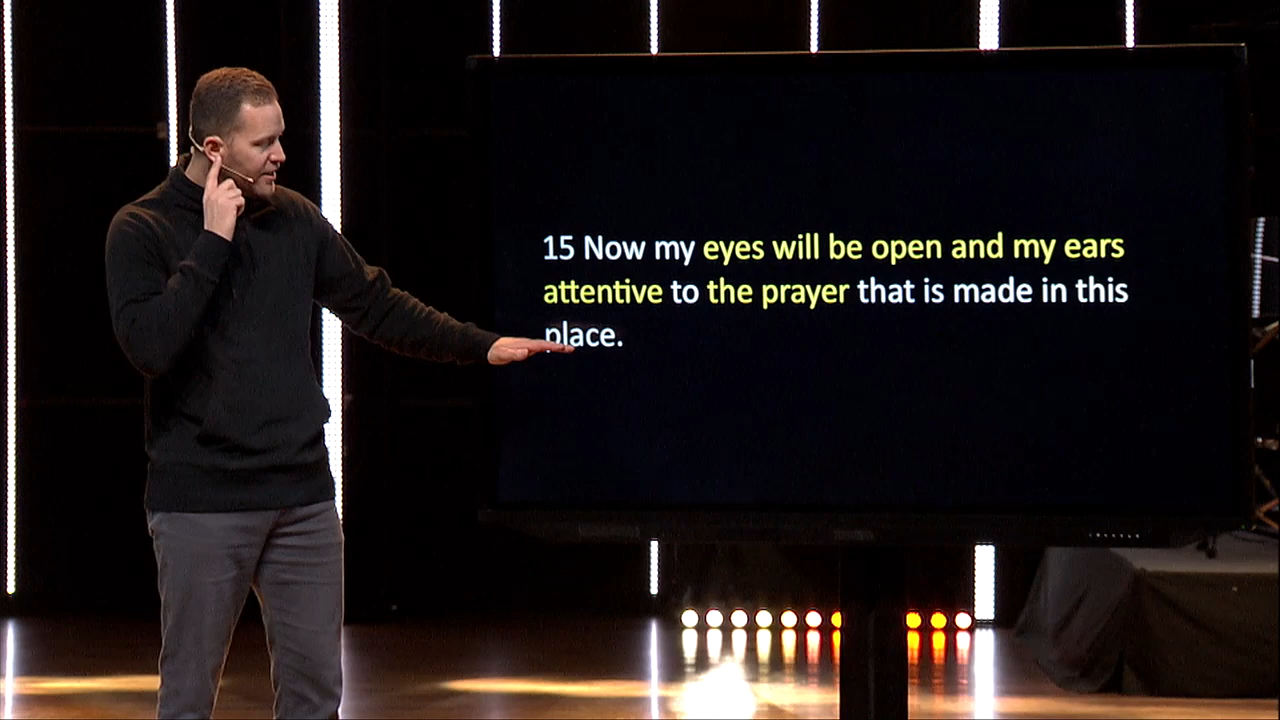 15 Now my eyes will be open and my ears
attentive to the prayer that is made in this
place.